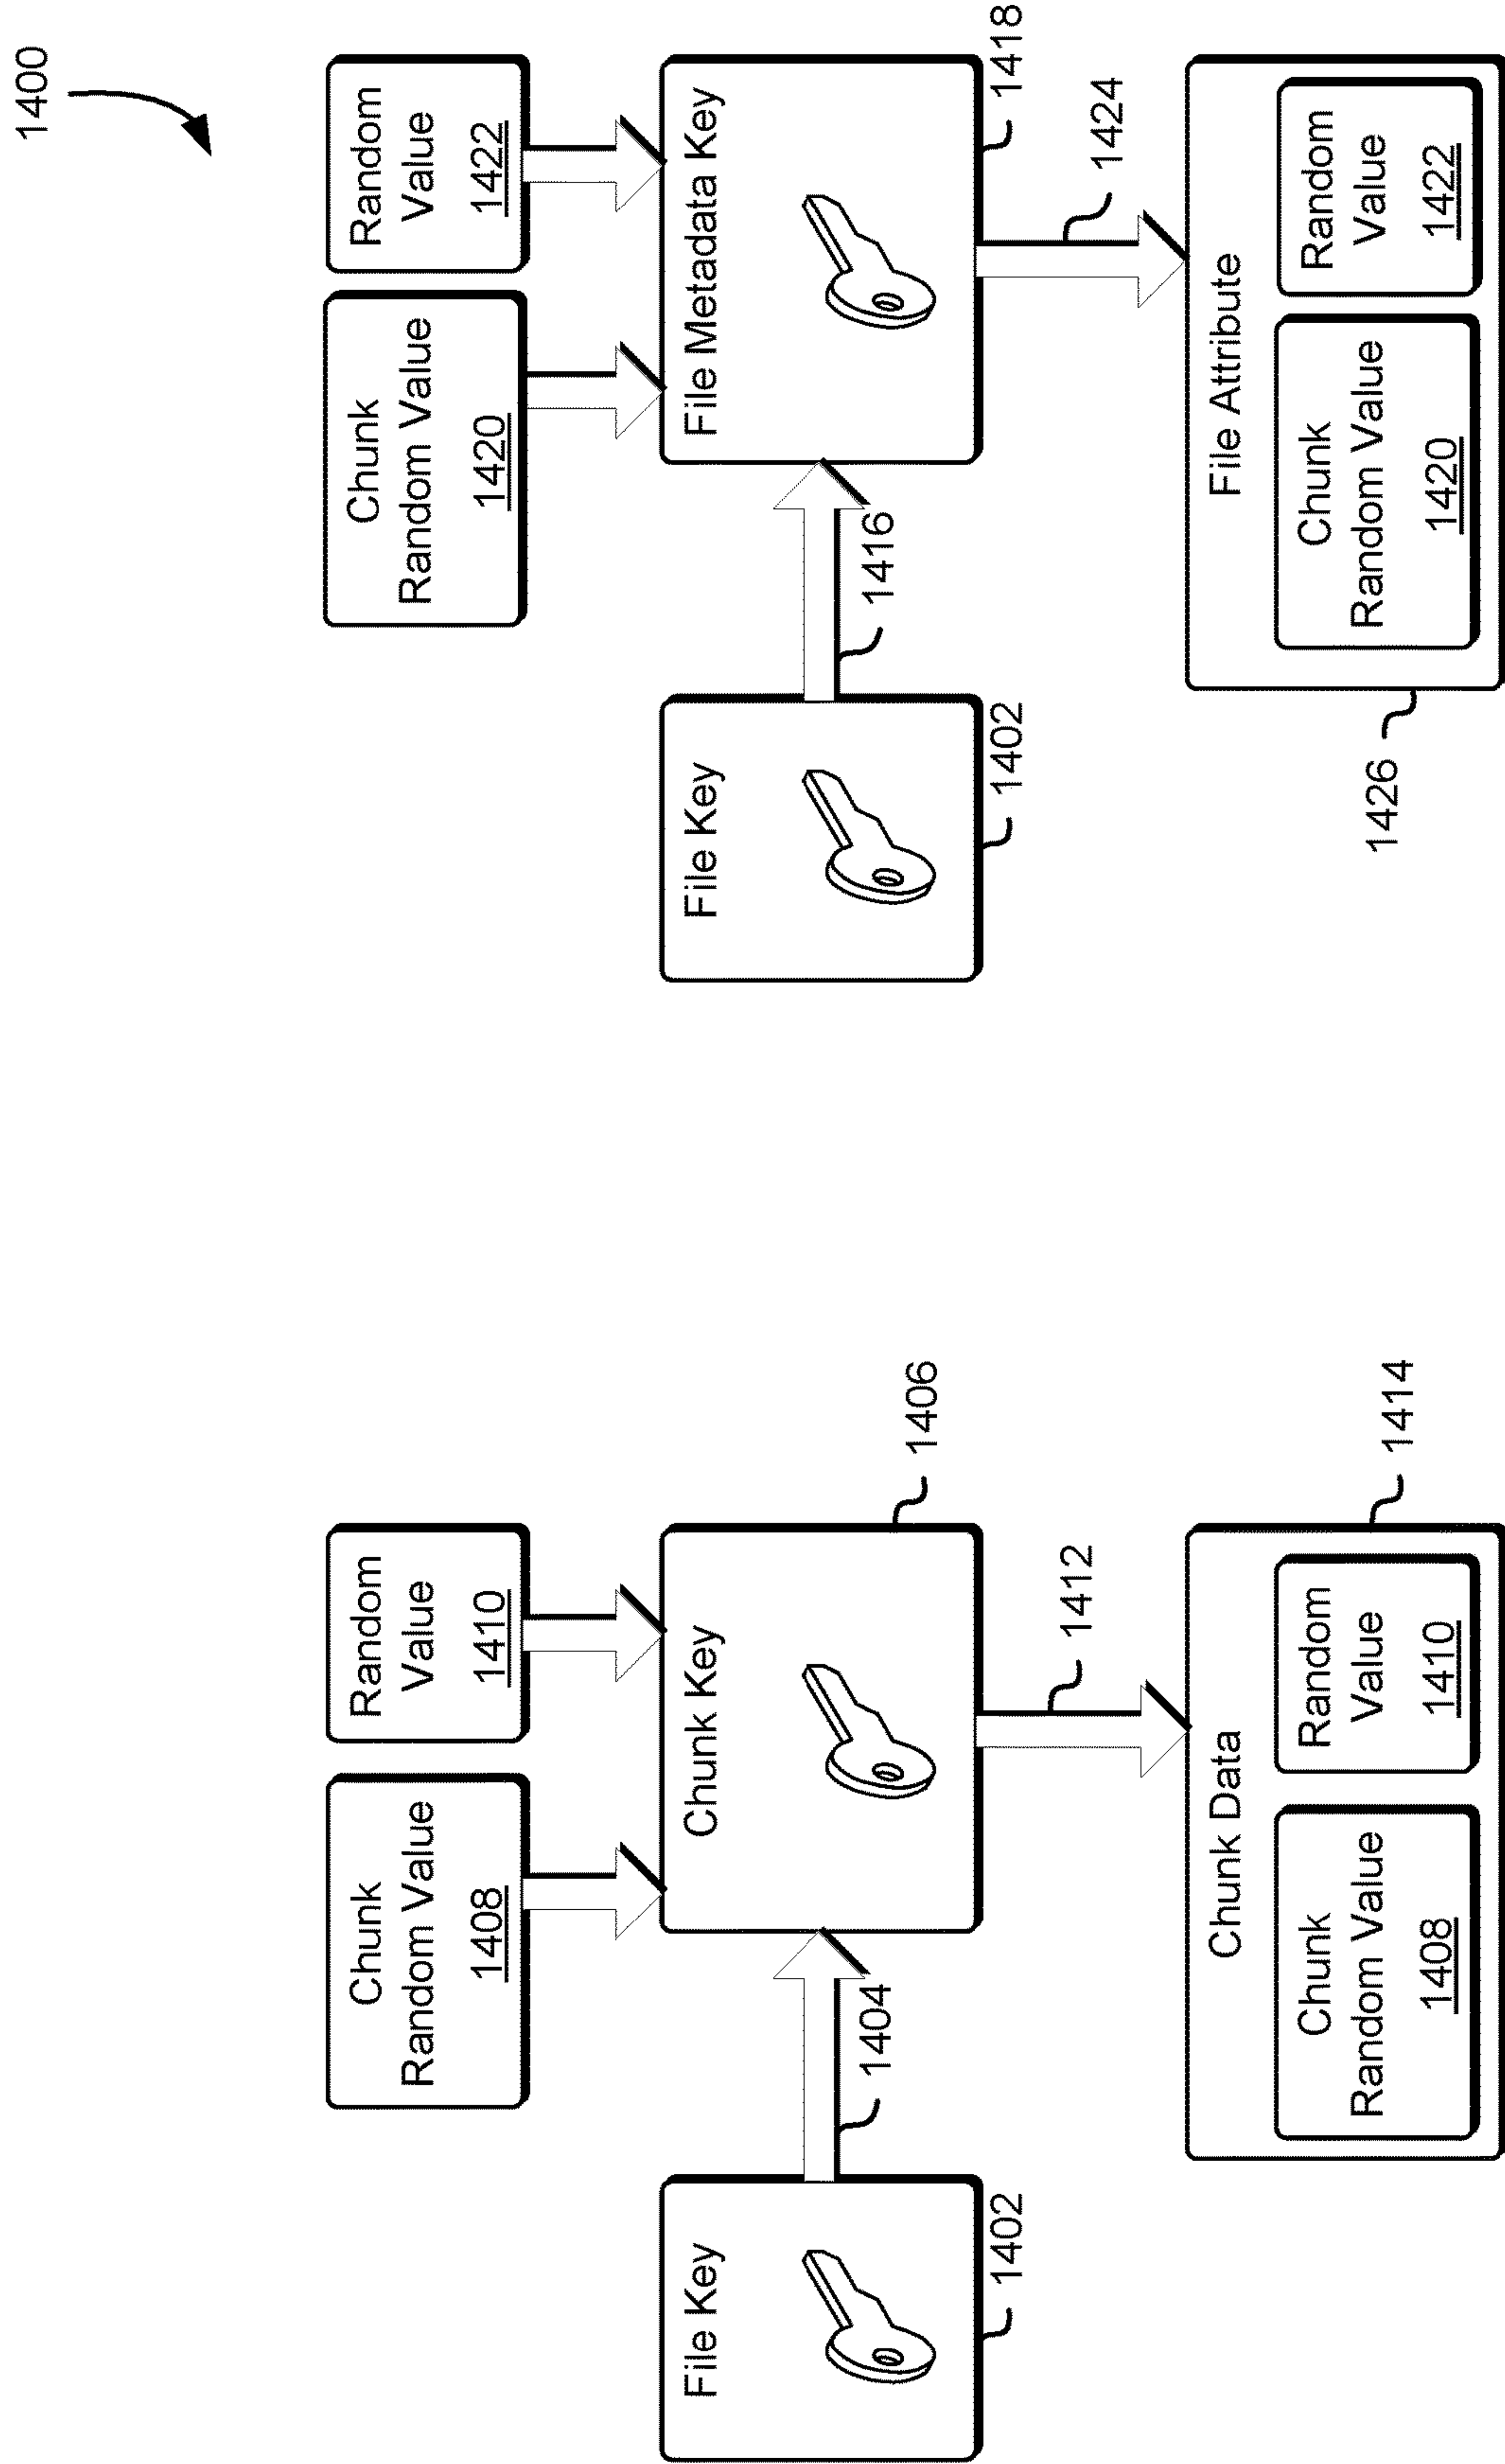 1400
Chunk
Random Value
1408
Random
Value
1410
File Key
1402
1404
Chunk Key
1406
1412
Chunk Data
Chunk
Random Value
1408
Random
Value
1410
1414
Chunk
Random Value
1420
Random
Value
1422
File Key
1402
1416
File Metadata Key
1418
1424
File Attribute
Chunk
Random Value
1420
Random
Value
1422
1426